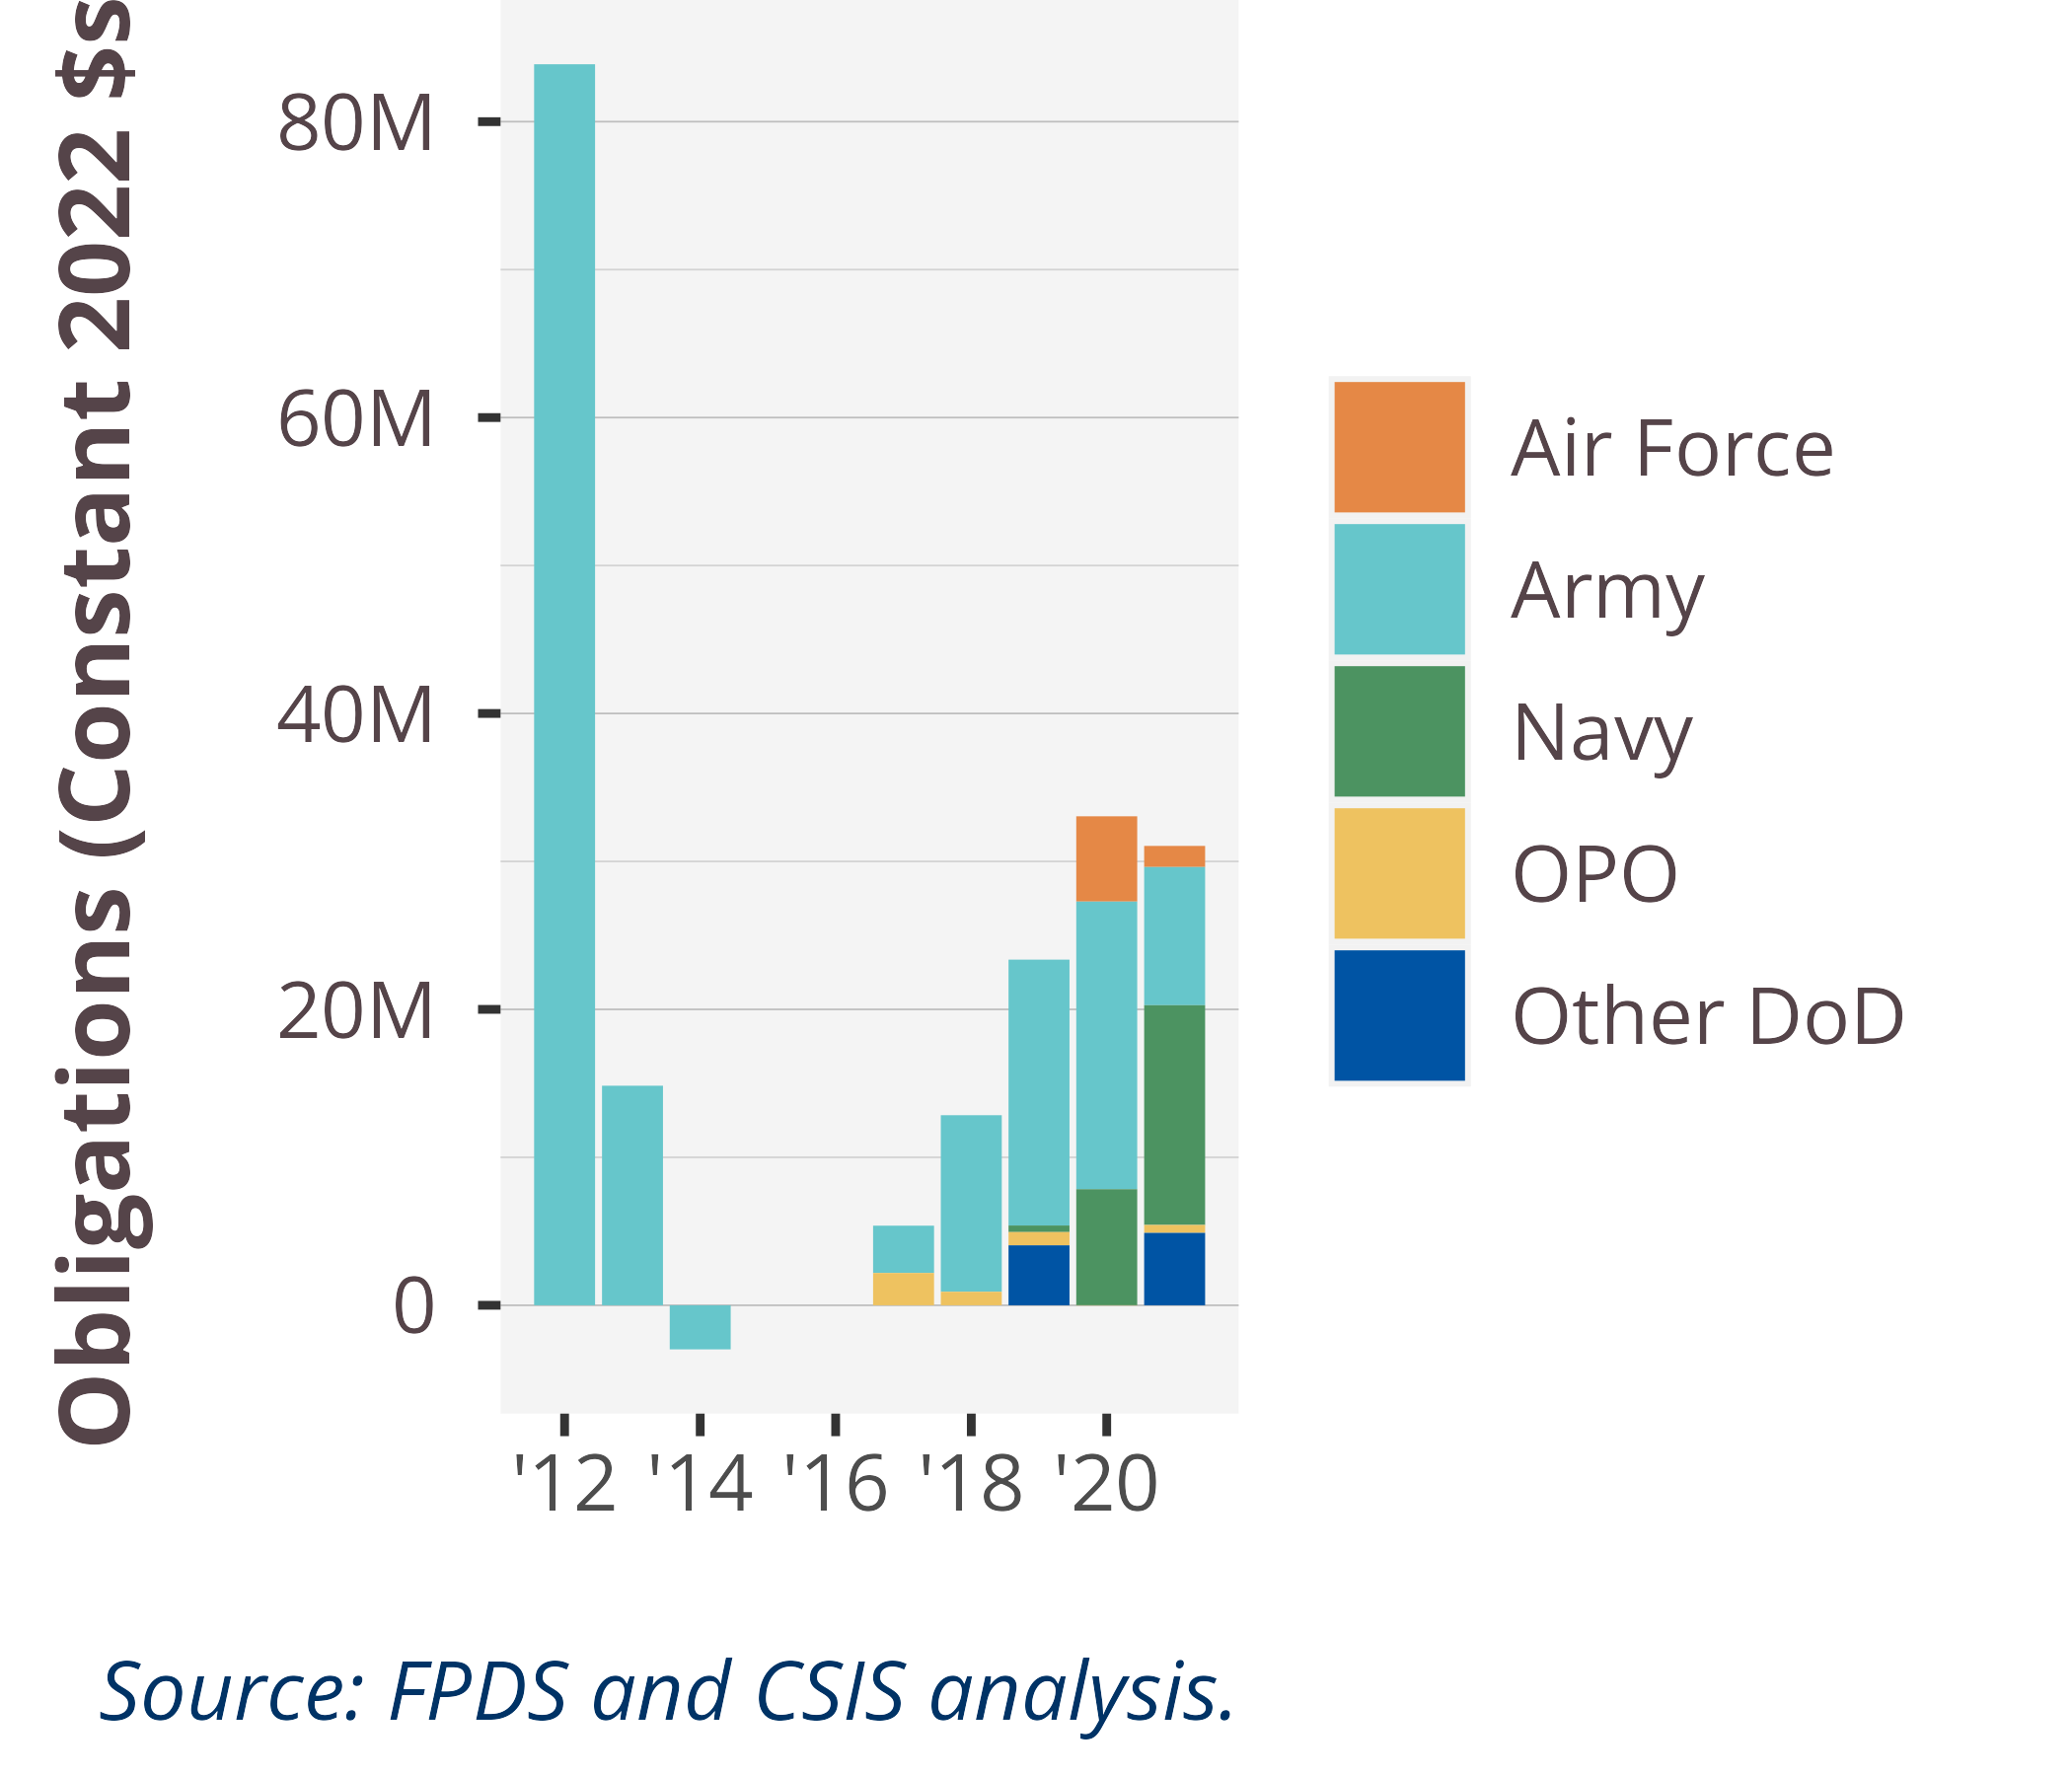 Obligations (Constant 2022 $s
80M
60M
40M
20M
0
'12 '14 '16 '18 '20
Air Force
Army
Navy
OPO
Other DoD
Source: FPDS and CSIS analysis.